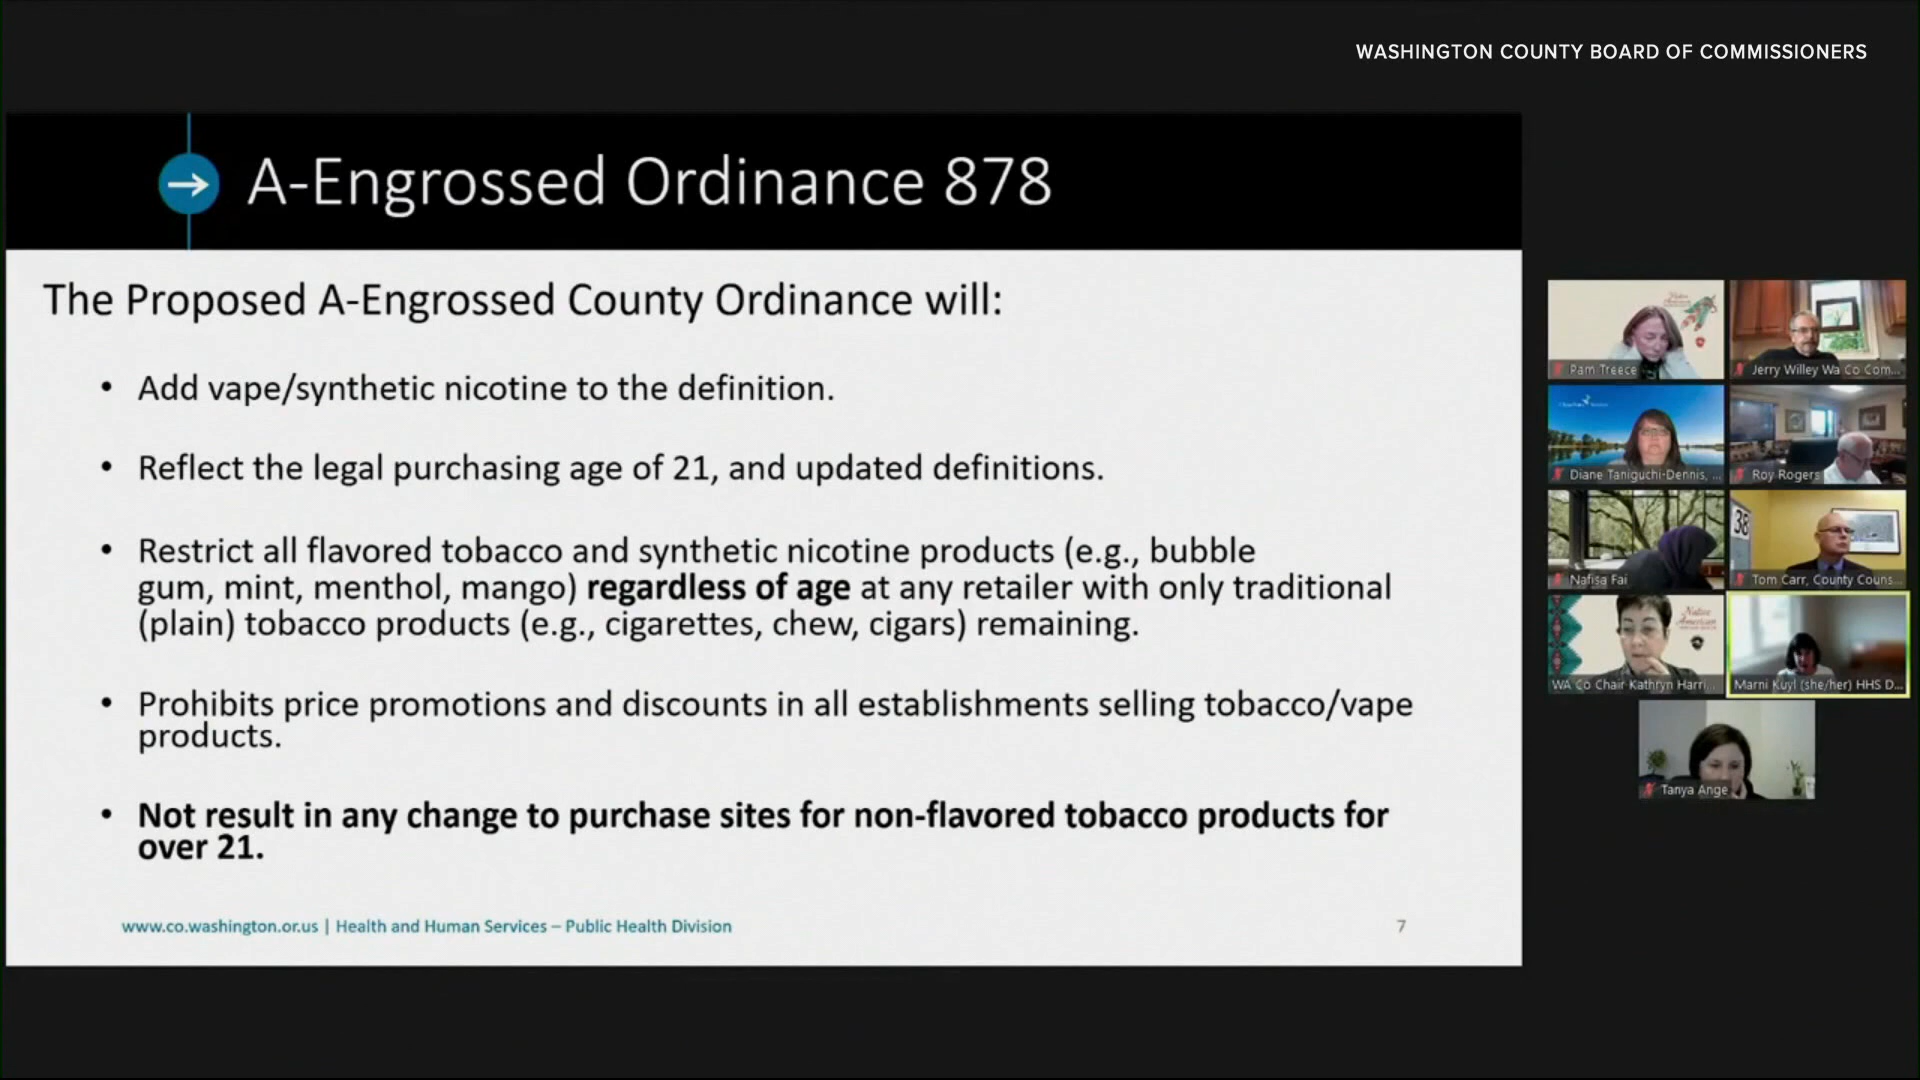 WASHINGTON COUNTY BOARD OF COMMISSIONERS
A-Engrossed Ordinance 878
The Proposed A-Engrossed County Ordinance will:
• Add vape/synthetic nicotine to the definition.
• Reflect the legal purchasing age of 21, and updated definitions.
• Restrict all flavored tobacco and synthetic nicotine products (e.g., bubble
gum, mint, menthol, mango) regardless of age at any retailer with only traditional
(plain) tobacco products (e.g., cigarettes, chew, cigars) remaining.
• Prohibits price promotions and discounts in all establishments selling tobacco/vape
products.
• Not result in any change to purchase sites for non-flavored tobacco products for
over 21.
www.co.washington.or.us | Health and Human Services – Public Health Division
7
Pam Treece
Jerry Willey Wa Co Com...
Diane Taniguchi-Dennis, ...
Roy Rogers
38
Nafisa Fai
Tom Carr, County Couns...
Native
American
WA Co Chair Kathryn Harri...
Marni Kuyl (she/her) HHS D...
Tanya Ange